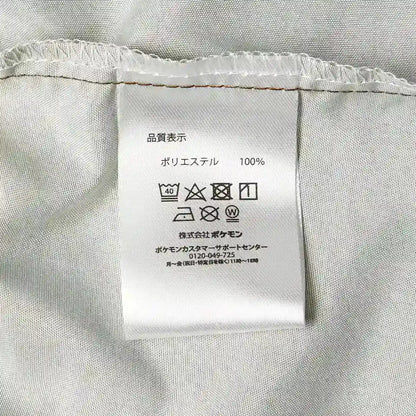 品質表示
ポリエステル 100%
40
W
株式会社ポケモン
ポケモンカスタマーサポートセンター
0120-049-725
月〜金(祝日・特定日を除く)11時〜18時